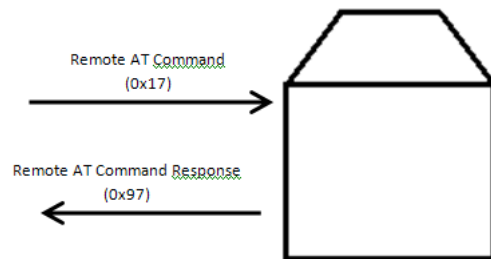 Remote AT Command
(0x17)
Remote AT Command Response
(0x97)